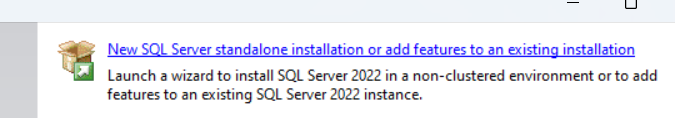 New SQL Server standalone installation or add features to an existing installation
Launch a wizard to install SQL Server 2022 in a non-clustered environment or to add
features to an existing SQL Server 2022 instance.